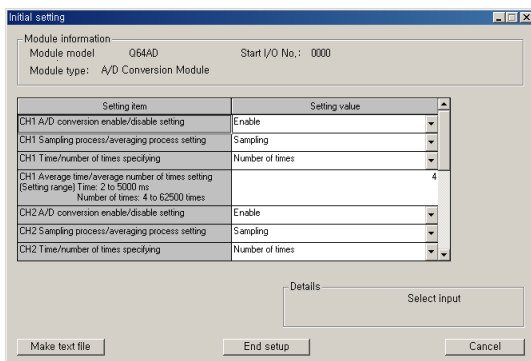 Initial setting
Module information
Module model Q64AD Start I/O No,: 0000
Module type: A/D Conversion Module
Setting item Setting value
CH1 A/D conversion enable/disable setting Enable
CH1 Sampling process/averaging process setting Sampling
CH1 Time/number of times specifying Number of times
CH1 Average time/average number of times setting 4
(Setting range) Time: 2 to 5000 ms
Number of times: 4 to 62500 times
CH2 A/D conversion enable/disable setting Enable
CH2 Sampling process/averaging process setting Sampling
CH2 Time/number of times specifying Number of times
Details
Select input
Make text file End setup Cancel